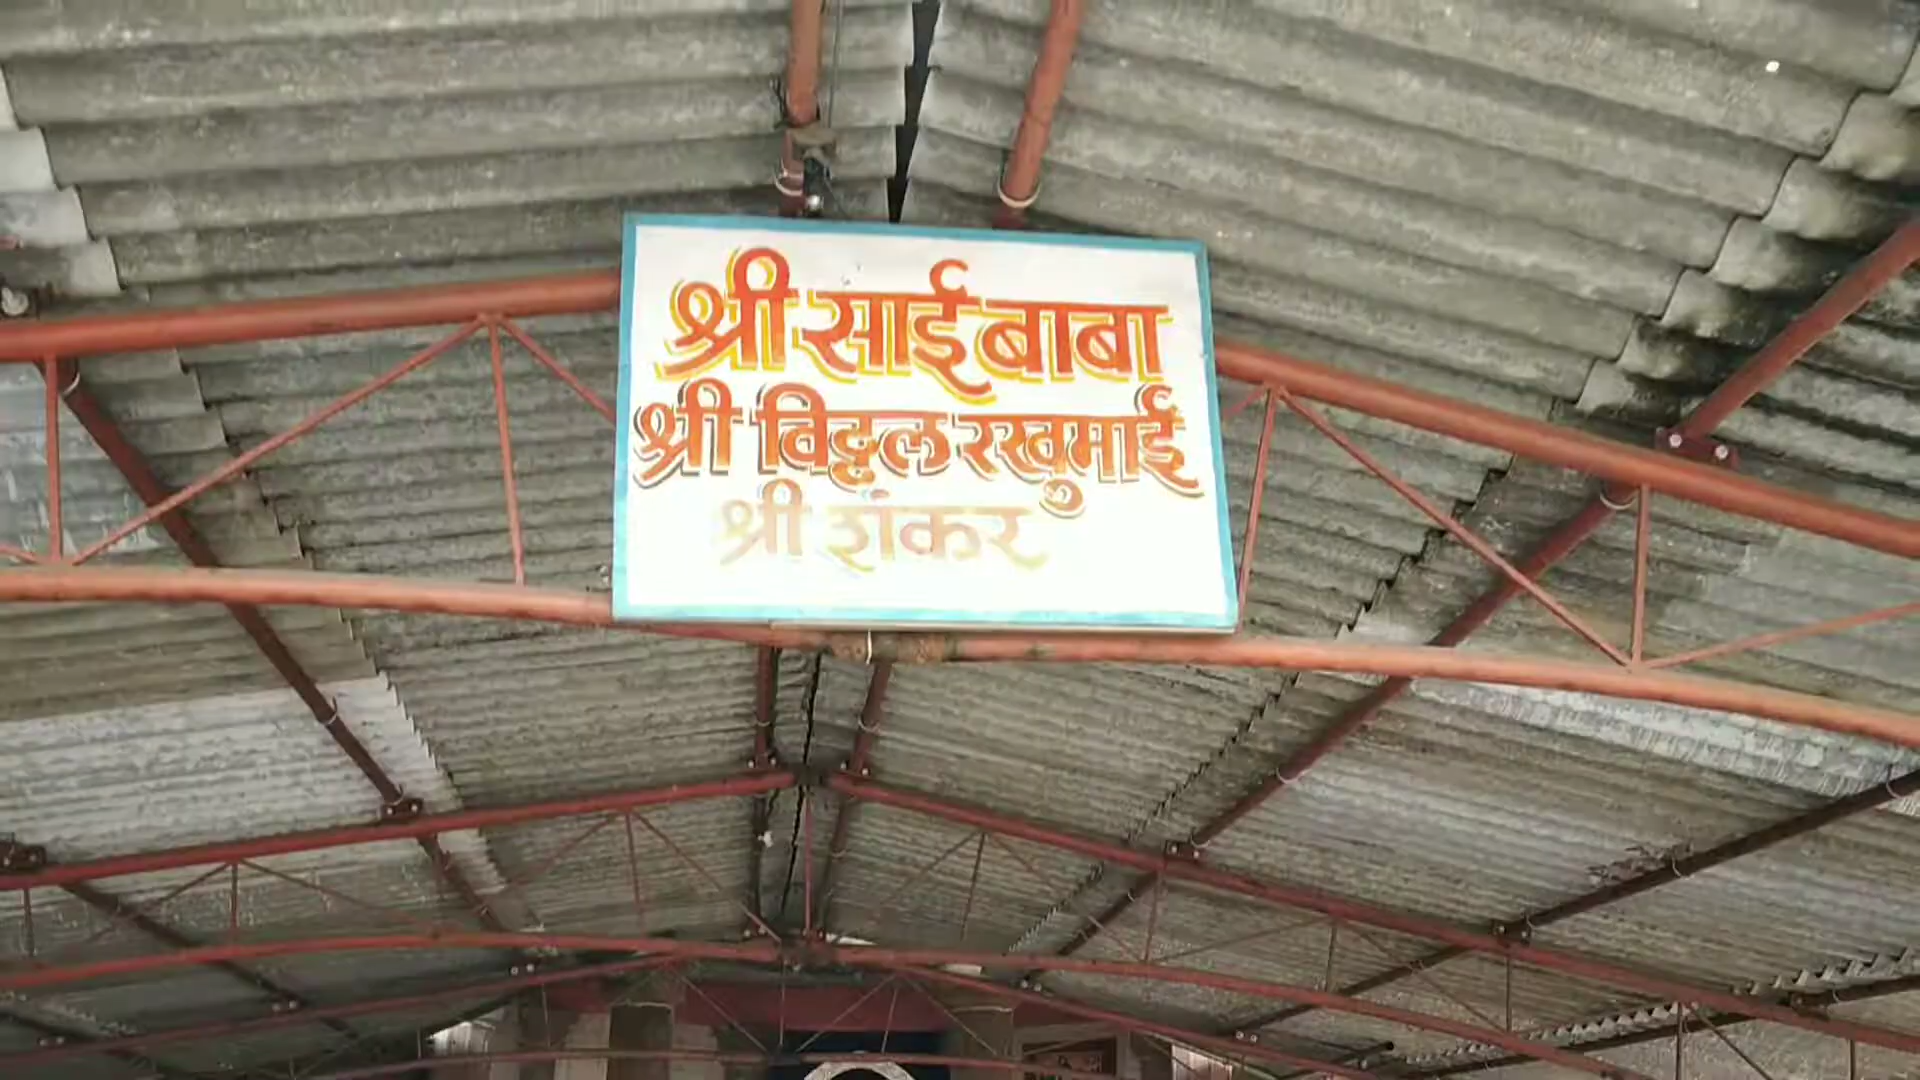 श्री साईबाबा
श्री विठ्ठल रखुमाई
श्री शंकर